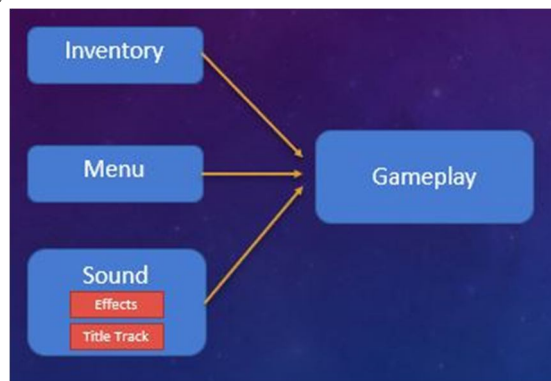 Inventory
Menu
Gameplay
Sound
Effects
Title Track